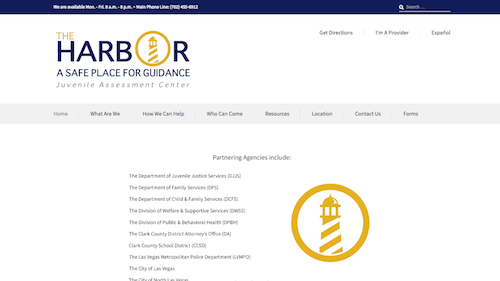 We are available Mon. - Fri. 8 a.m. - 8 p.m. ~ Main Phone Line: (702) 455-6912
Search ...
THE
HARBOR
A SAFE PLACE FOR GUIDANCE
Juvenile Assessment Center
Get Directions
I'm A Provider
Español
Home
What Are We
How We Can Help
Who Can Come
Resources
Location
Contact Us
Forms
Partnering Agencies include:
The Department of Juvenile Justice Services (DJJS)
The Department of Family Services (DFS)
The Department of Child & Family Services (DCFS)
The Division of Welfare & Supportive Services (DWSS)
The Division of Public & Behavioral Health (DPBH)
The Clark County District Attorney's Office (DA)
Clark County School District (CCSD)
The Las Vegas Metropolitan Police Department (LVMPD)
The City of Las Vegas
The City of North Las Vegas